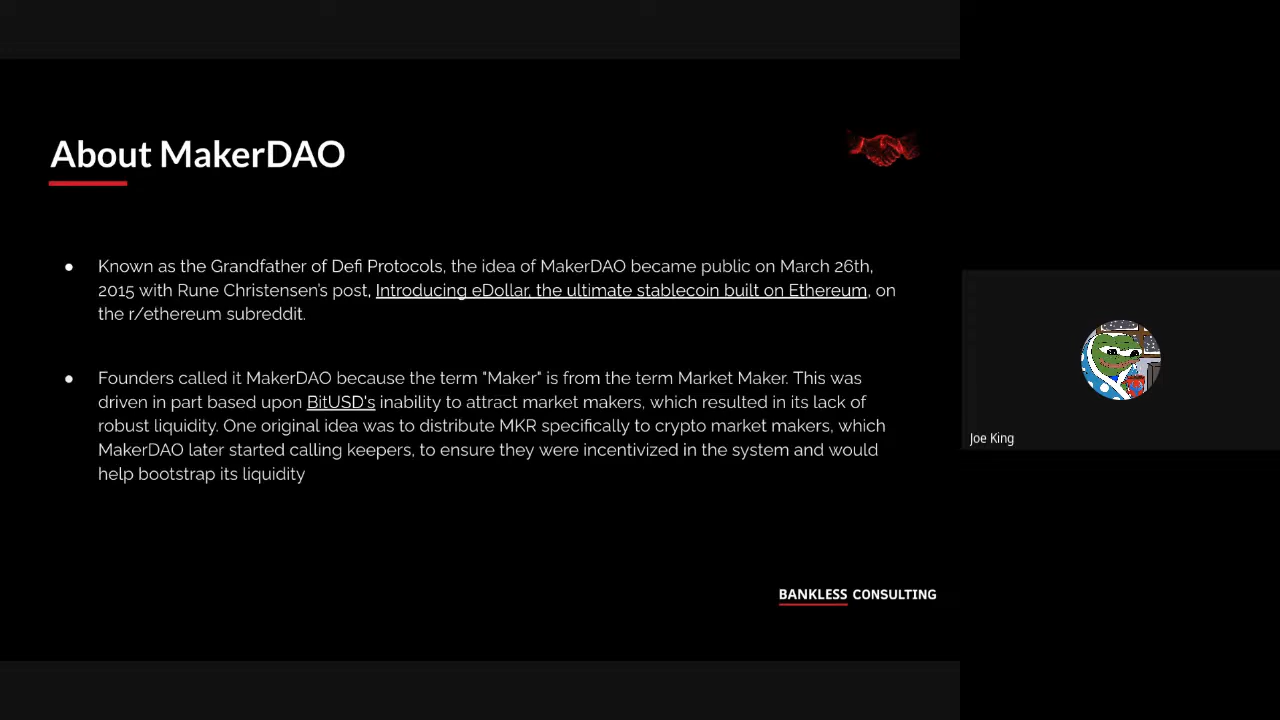 About MakerDAO
● Known as the Grandfather of Defi Protocols, the idea of MakerDAO became public on March 26th,
2015 with Rune Christensen's post, Introducing eDollar, the ultimate stablecoin built on Ethereum, on
the r/ethereum subreddit.
● Founders called it MakerDAO because the term "Maker" is from the term Market Maker. This was
driven in part based upon BitUSD's inability to attract market makers, which resulted in its lack of
robust liquidity. One original idea was to distribute MKR specifically to crypto market makers, which
MakerDAO later started calling keepers, to ensure they were incentivized in the system and would
help bootstrap its liquidity
BANKLESS CONSULTING
Joe King